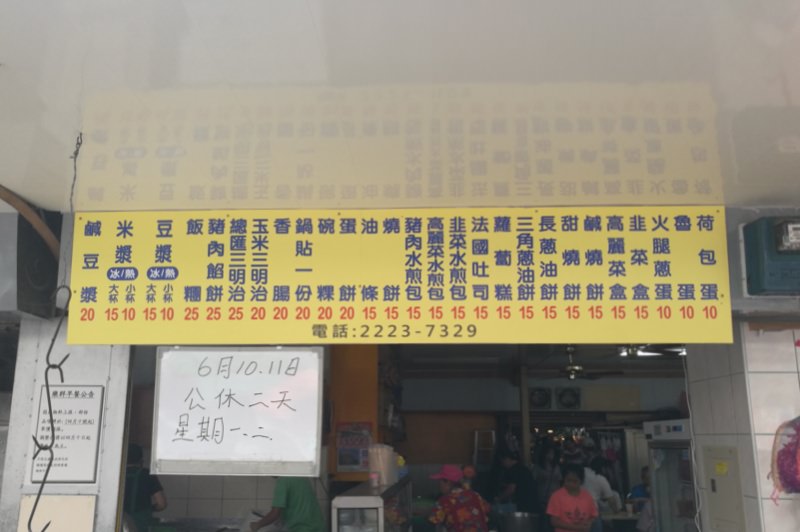 鹹豆漿 20
米漿 冰/熱 大杯 15 小杯 10
豆漿 冰/熱 大杯 15 小杯 10
飯糰 25
豬肉餡餅 25
總匯三明治 25
玉米三明治 20
香腸 20
鍋貼一份 20
碗粿 20
蛋餅 20
油條 15
燒餅 15
豬肉水煎包 15
高麗菜水煎包 15
韭菜水煎包 15
法國吐司 15
蘿蔔糕 15
三角蔥油餅 15
長蔥油餅 15
甜燒餅 15
鹹燒餅 15
高麗菜盒 15
韭菜盒 15
火腿蔥蛋 10
魯蛋 10
荷包蛋 10
電話:2223-7329
6月10.11日
公休二天
星期一.二